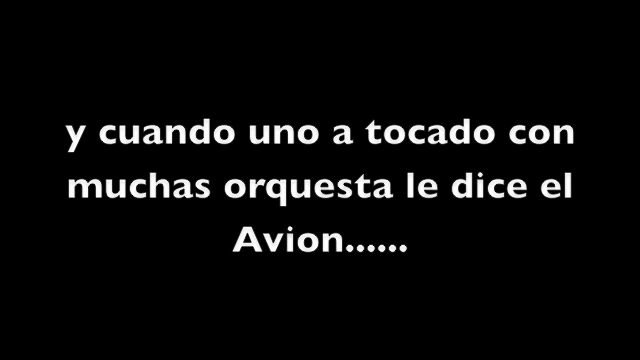 y cuando uno a tocado con
muchas orquesta le dice el
Avion......